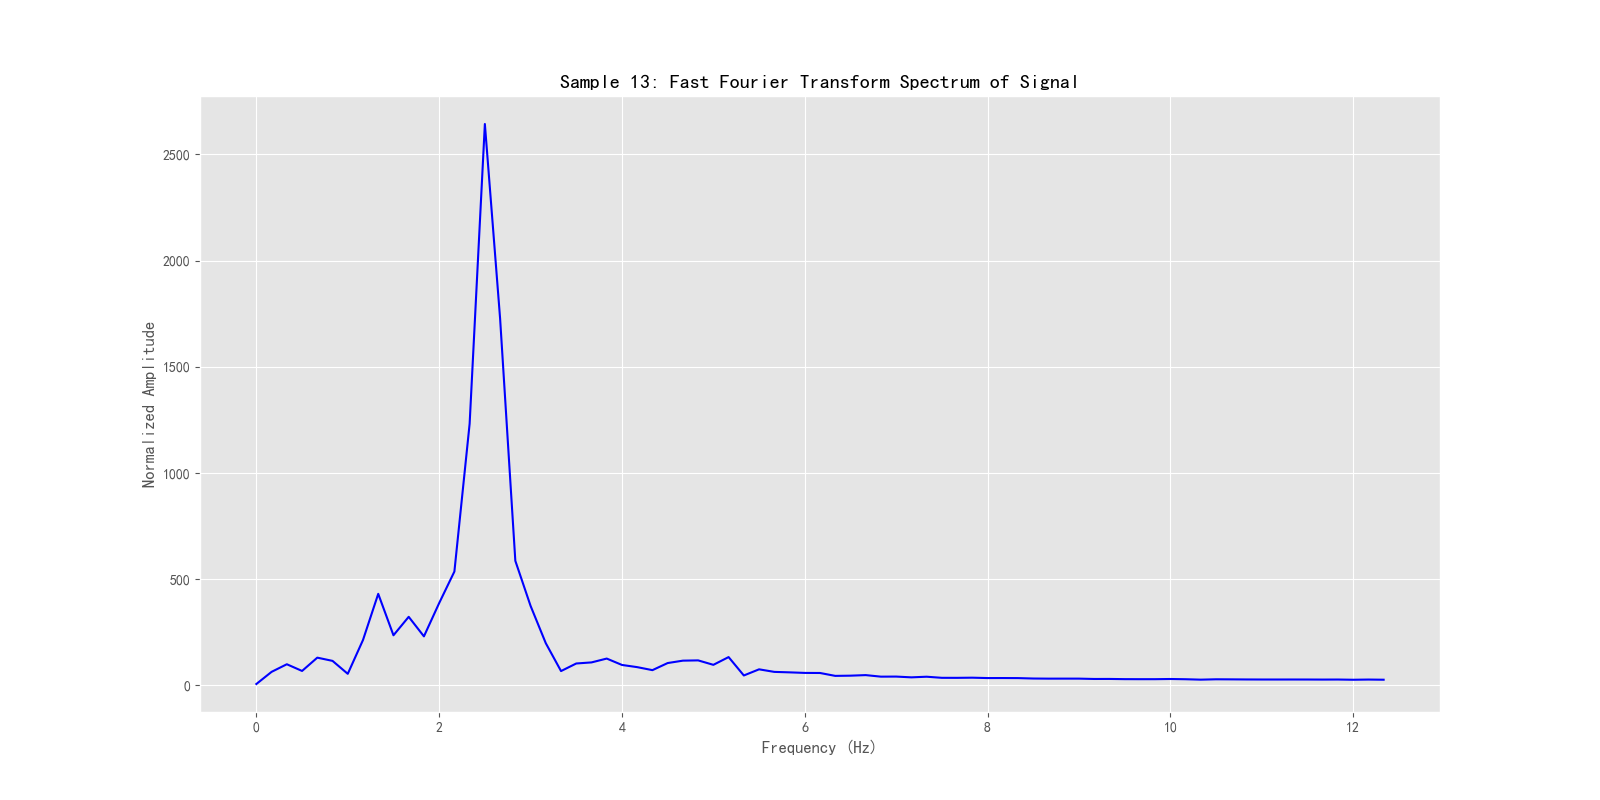 Sample 13: Fast Fourier Transform Spectrum of Signal
Normalized Amplitude
2500
2000
1500
1000
500
0
0 2 4 6 8 10 12
Frequency (Hz)